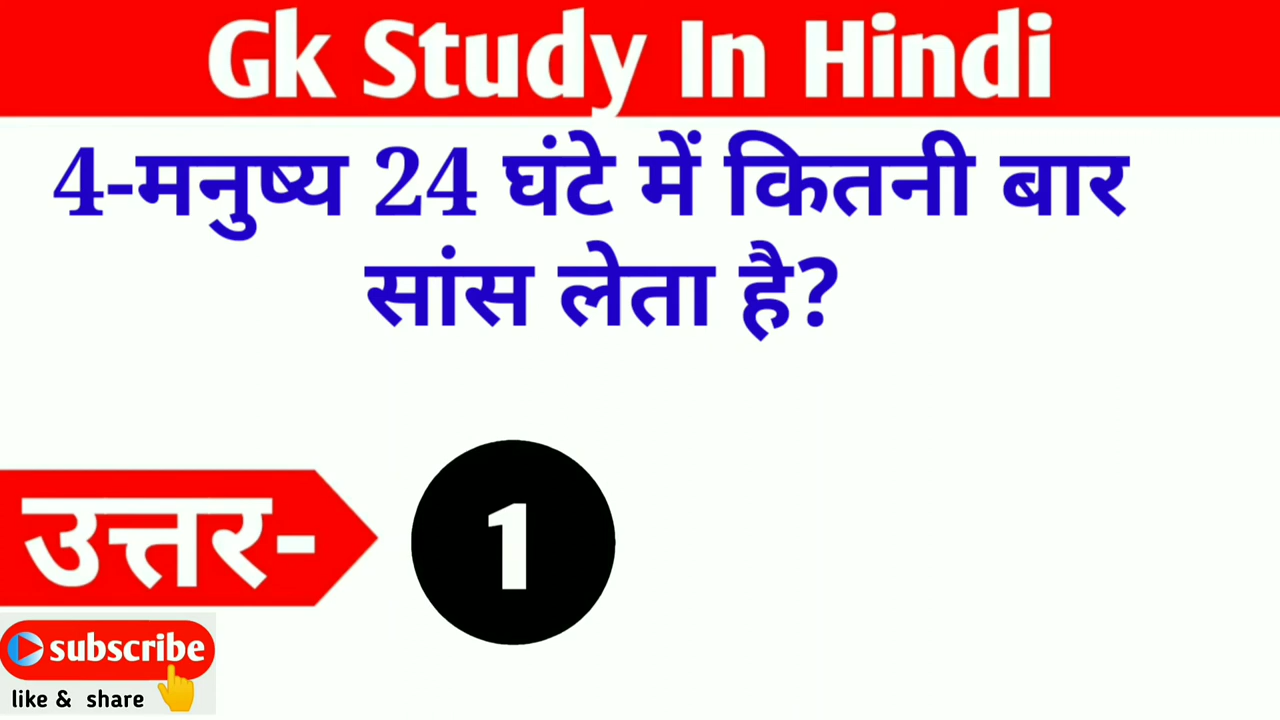 Gk Study In Hindi
4-मनुष्य 24 घंटे में कितनी बार
सांस लेता है?
उत्तर-
1
subscribe
like & share